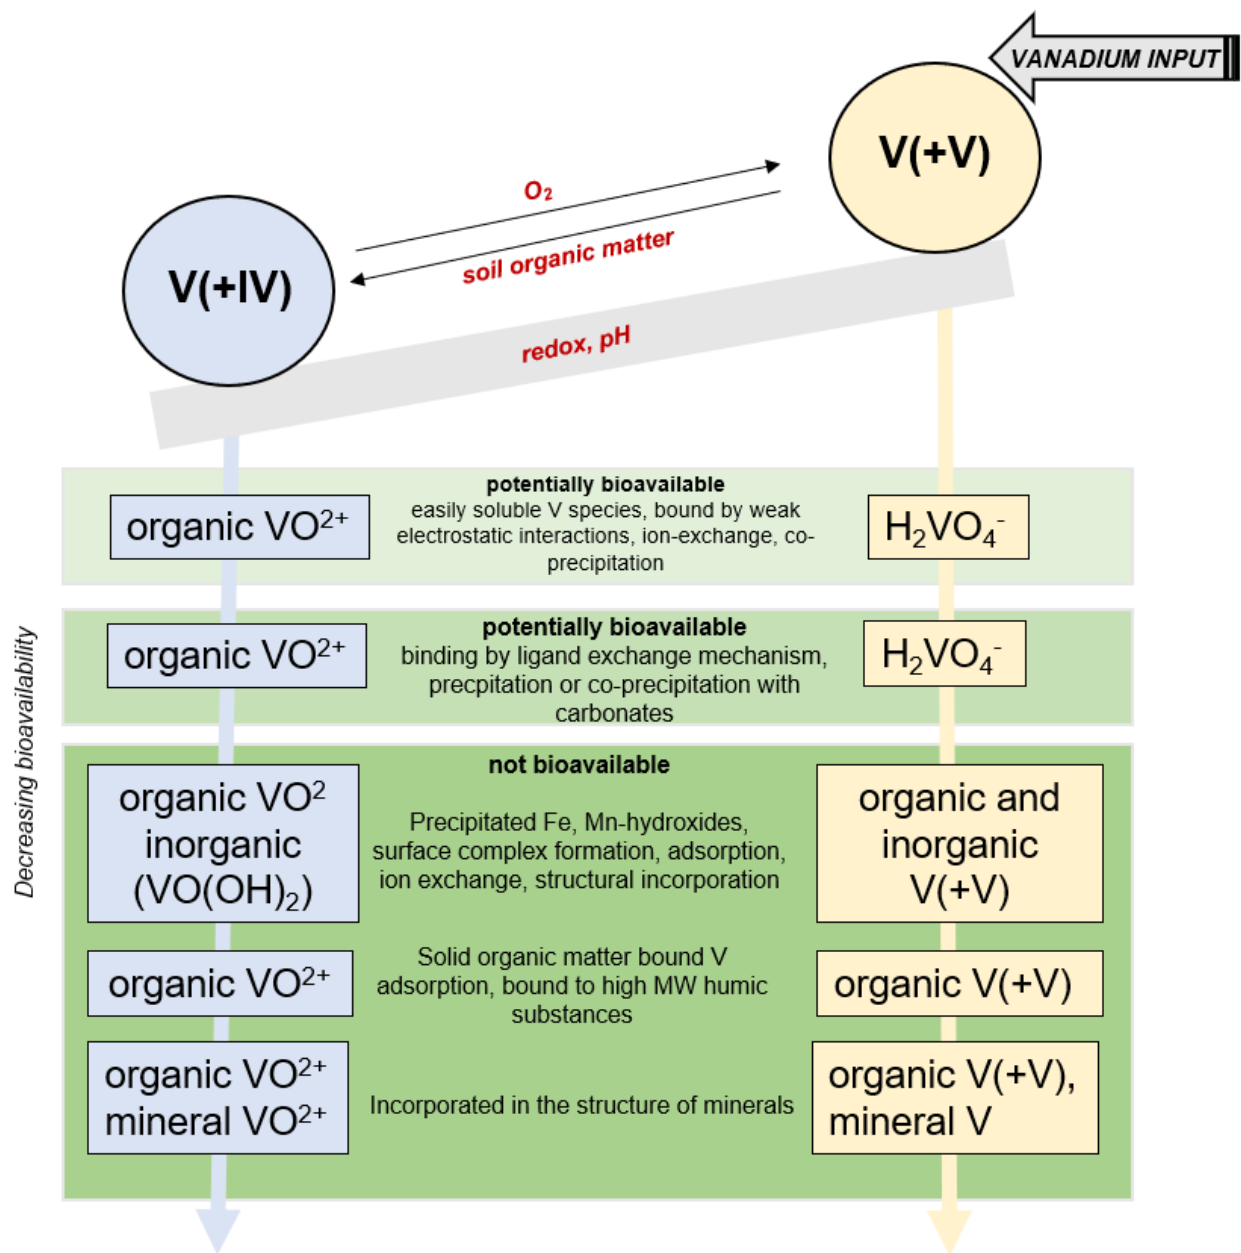 VANADIUM INPUT
V(+V)
O₂
soil organic matter
V(+IV)
redox, pH
potentially bioavailable
easily soluble V species, bound by weak
electrostatic interactions, ion-exchange, co-
precipitation
organic VO²⁺
H₂VO₄⁻
potentially bioavailable
binding by ligand exchange mechanism,
precpitation or co-precipitation with
carbonates
organic VO²⁺
H₂VO₄⁻
Decreasing bioavailability
not bioavailable
organic VO²
inorganic
(VO(OH)₂)
Precipitated Fe, Mn-hydroxides,
surface complex formation, adsorption,
ion exchange, structural incorporation
organic and
inorganic
V(+V)
organic VO²⁺
Solid organic matter bound V
adsorption, bound to high MW humic
substances
organic V(+V)
organic VO²⁺
mineral VO²⁺
Incorporated in the structure of minerals
organic V(+V),
mineral V